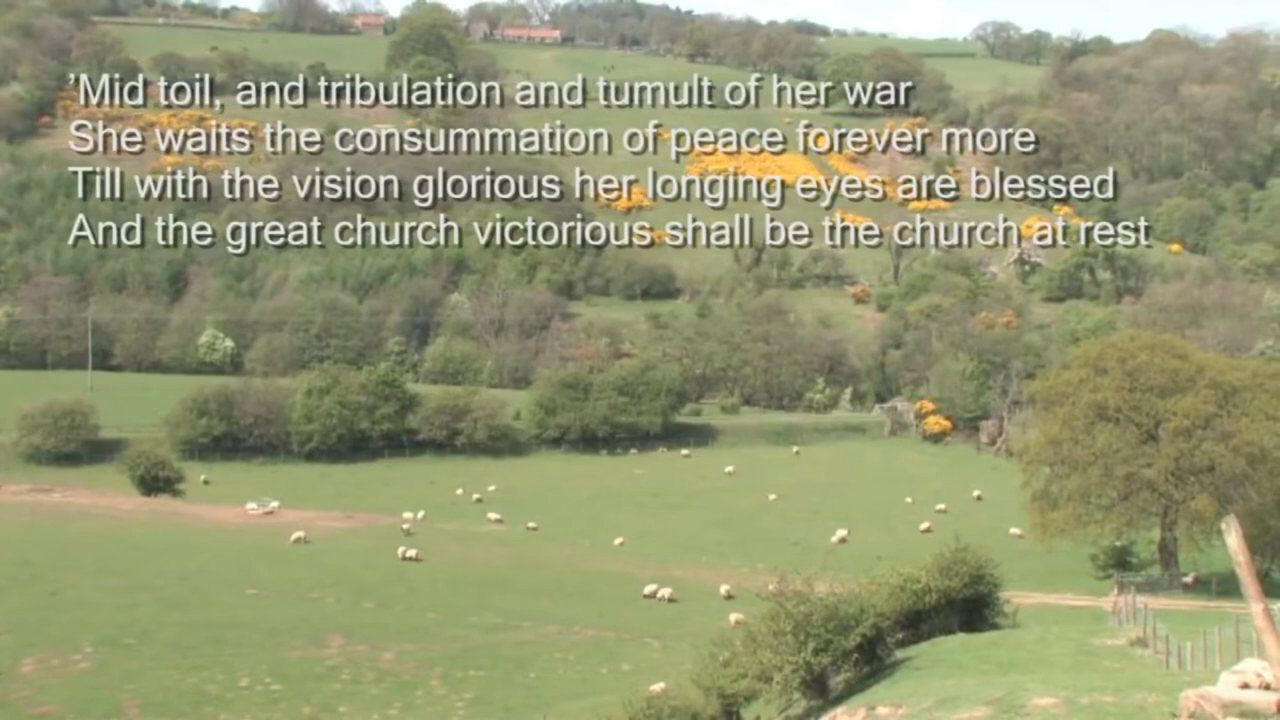 ’Mid toil, and tribulation and tumult of her war
She waits the consummation of peace forever more
Till with the vision glorious her longing eyes are blessed
And the great church victorious shall be the church at rest